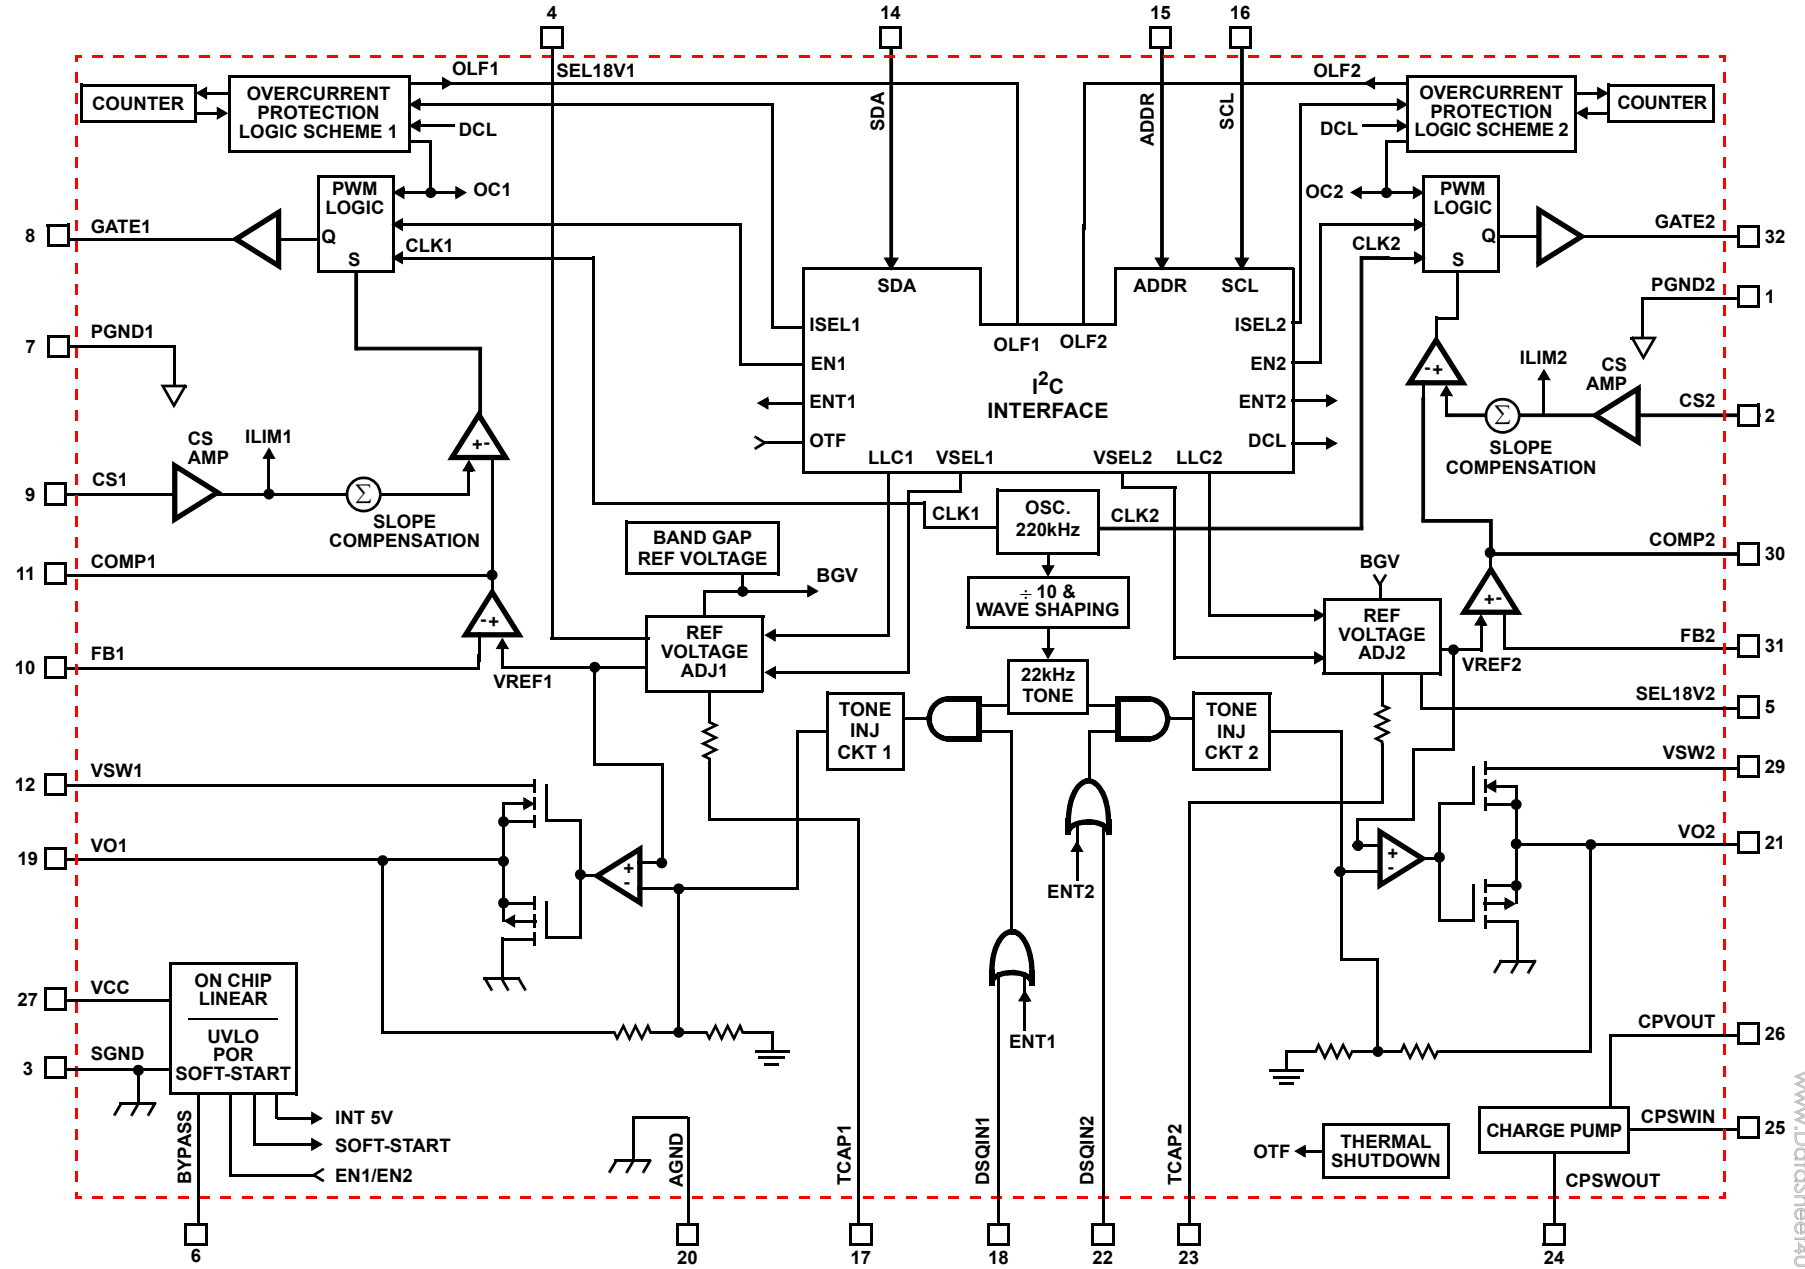 4
14
15
16
OLF1
SEL18V1
OLF2
COUNTER
OVERCURRENT
PROTECTION
LOGIC SCHEME 1
DCL
SDA
ADDR
SCL
DCL
OVERCURRENT
PROTECTION
LOGIC SCHEME 2
COUNTER
PWM
LOGIC
Q
S
OC1
CLK1
OC2
CLK2
PWM
LOGIC
Q
S
8
GATE1
GATE2
32
7
PGND1
PGND2
1
SDA
ADDR
SCL
ISEL1
EN1
ENT1
OTF
LLC1
VSEL1
OLF1
OLF2
I2C
INTERFACE
ISEL2
EN2
ENT2
DCL
VSEL2
LLC2
ILIM2
CS
AMP
CS2
2
-+
Σ
SLOPE
COMPENSATION
CS
AMP
ILIM1
+-
9
CS1
Σ
SLOPE
COMPENSATION
CLK1
OSC.
220kHz
CLK2
BAND GAP
REF VOLTAGE
BGV
BGV
11
COMP1
COMP2
30
÷ 10 &
WAVE SHAPING
-+
REF
VOLTAGE
ADJ1
REF
VOLTAGE
ADJ2
+-
10
FB1
VREF1
VREF2
FB2
31
22kHz
TONE
SEL18V2
5
TONE
INJ
CKT 1
TONE
INJ
CKT 2
12
VSW1
VSW2
29
19
VO1
VO2
21
+
-
+
-
ENT2
ENT1
27
VCC
3
SGND
ON CHIP
LINEAR
UVLO
POR
SOFT-START
INT 5V
SOFT-START
EN1/EN2
BYPASS
6
AGND
20
TCAP1
17
DSQIN1
18
DSQIN2
22
TCAP2
23
OTF
THERMAL
SHUTDOWN
CPVOUT
26
CHARGE PUMP
CPSWIN
25
CPSWOUT
24